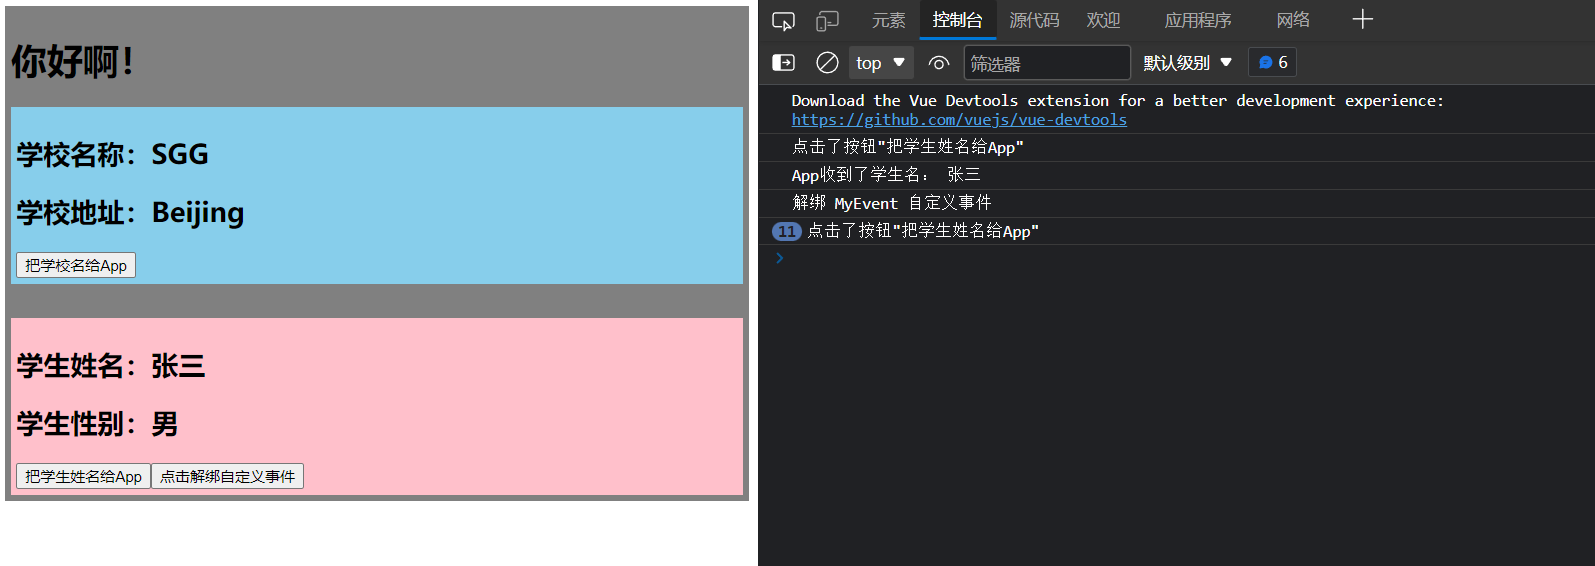 你好啊！
学校名称：SGG
学校地址：Beijing
把学校名给App
学生姓名：张三
学生性别：男
把学生姓名给App 点击解绑自定义事件
元素 控制台 源代码 欢迎 应用程序 网络
top 筛选器 默认级别 6
Download the Vue Devtools extension for a better development experience:
https://github.com/vuejs/vue-devtools
点击了按钮"把学生姓名给App"
App收到了学生名： 张三
解绑 MyEvent 自定义事件
11 点击了按钮"把学生姓名给App"